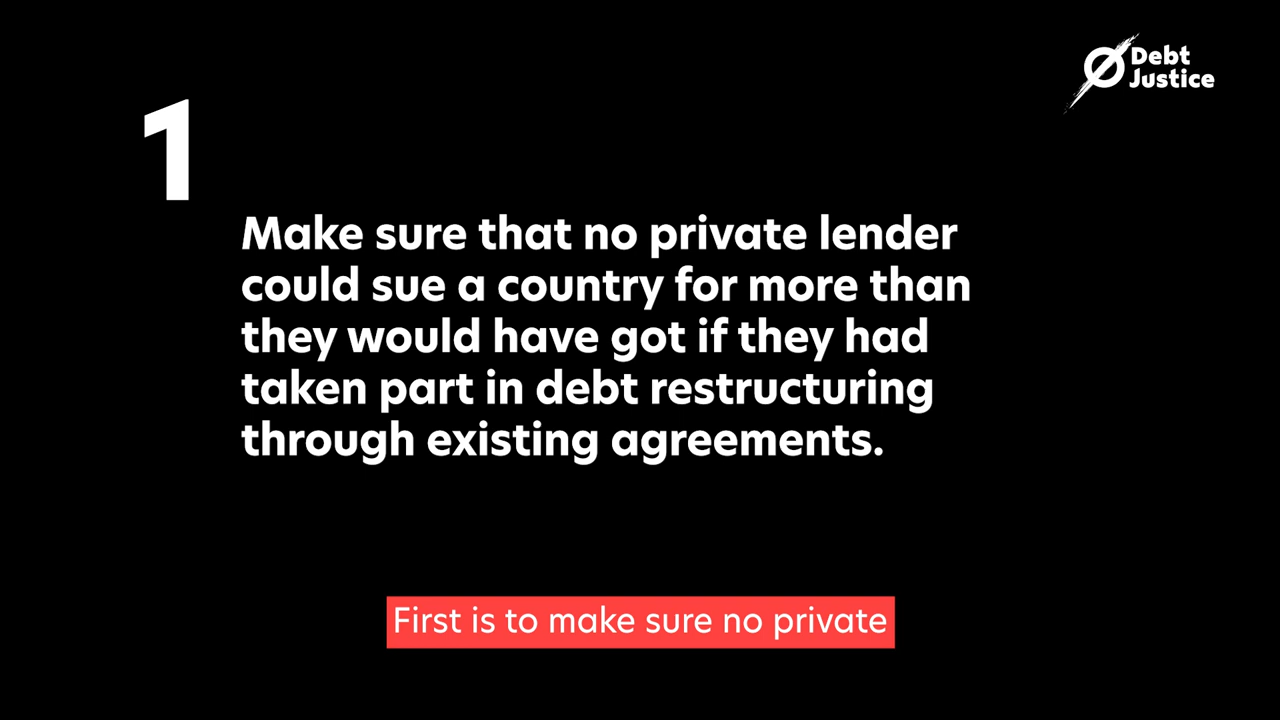 Debt
Justice
1
Make sure that no private lender
could sue a country for more than
they would have got if they had
taken part in debt restructuring
through existing agreements.
First is to make sure no private